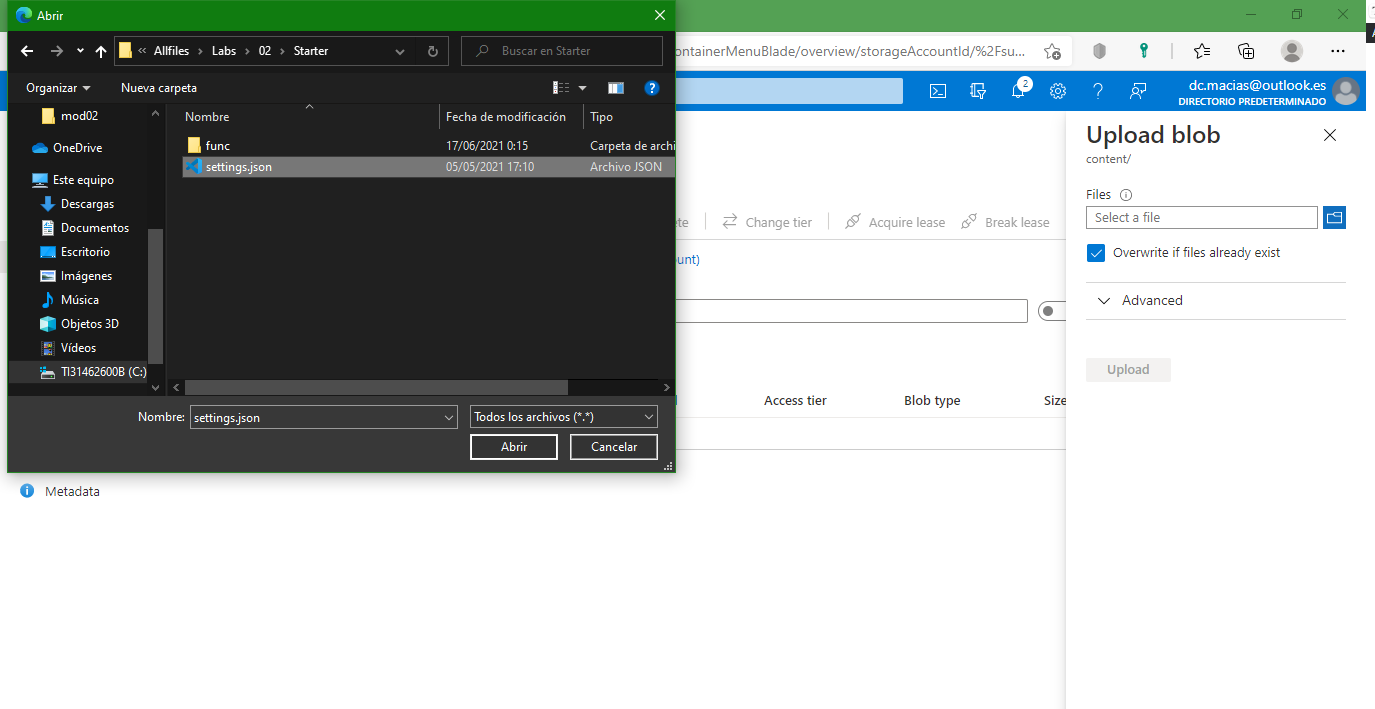 Abrir
Allfiles > Labs > 02 > Starter
Buscar en Starter
Organizar
Nueva carpeta
mod02
OneDrive
Este equipo
Descargas
Documentos
Escritorio
Imágenes
Música
Objetos 3D
Vídeos
TI31462600B (C:)
Nombre Fecha de modificación Tipo
func 17/06/2021 0:15 Carpeta de archi
settings.json 05/05/2021 17:10 Archivo JSON
Nombre: settings.json Todos los archivos (*.*)
Abrir Cancelar
ontainerMenuBlade/overview/storageAccountId/%2Fsu...
2
dc.macias@outlook.es
DIRECTORIO PREDETERMINADO
te Change tier Acquire lease Break lease
unt)
Access tier Blob type Size
Metadata
Upload blob
content/
Files
Select a file
Overwrite if files already exist
Advanced
Upload